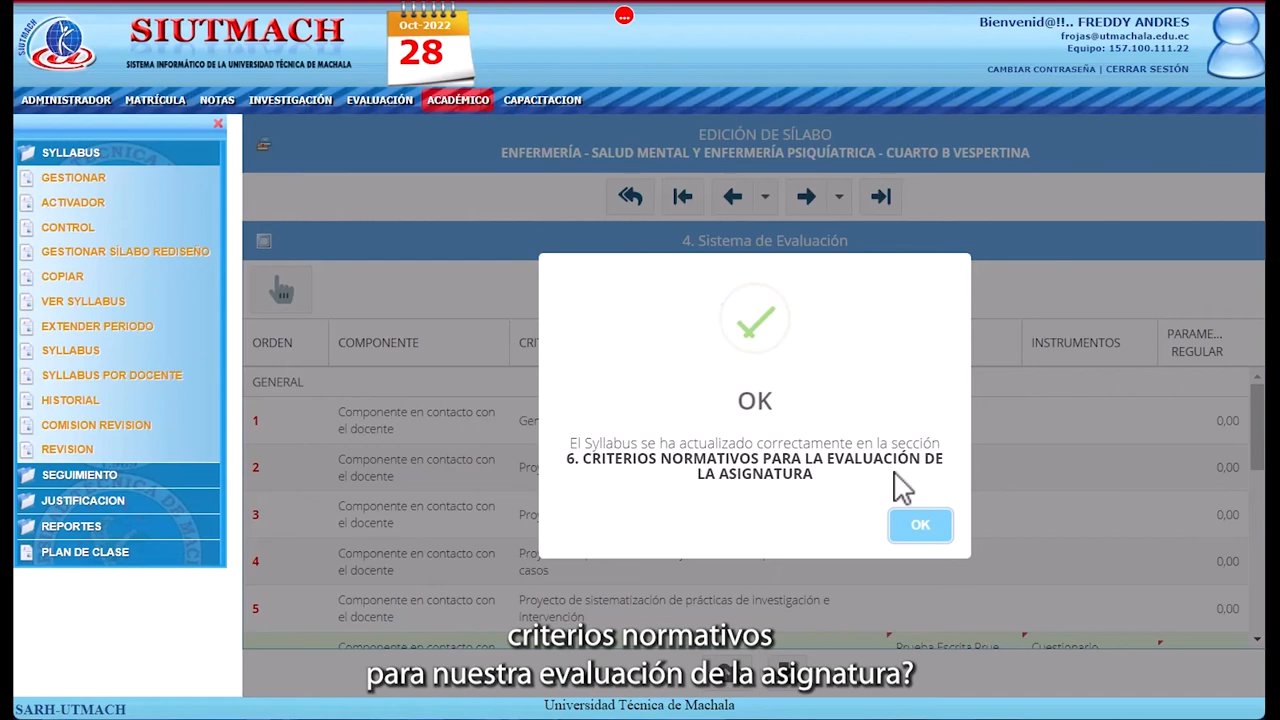 SIUTMACH
SISTEMA INFORMÁTICO DE LA UNIVERSIDAD TÉCNICA DE MACHALA
Oct-2022
28
...
Bienvenid@!!.. FREDDY ANDRES
frojas@utmachala.edu.ec
Equipo: 157.100.111.22
CAMBIAR CONTRASEÑA | CERRAR SESIÓN
ADMINISTRADOR MATRÍCULA NOTAS INVESTIGACIÓN EVALUACIÓN ACADÉMICO CAPACITACION
SYLLABUS
GESTIONAR
ACTIVADOR
CONTROL
GESTIONAR SÍLABO REDISEÑO
COPIAR
VER SYLLABUS
EXTENDER PERIODO
SYLLABUS
SYLLABUS POR DOCENTE
HISTORIAL
COMISION REVISION
REVISION
SEGUIMIENTO
JUSTIFICACION
REPORTES
PLAN DE CLASE
EDICIÓN DE SÍLABO
ENFERMERÍA - SALUD MENTAL Y ENFERMERÍA PSIQUÍATRICA - CUARTO B VESPERTINA
4. Sistema de Evaluación
ORDEN COMPONENTE INSTRUMENTOS PARAME...
REGULAR
GENERAL
1 Componente en contacto con
el docente 0,00
2 Componente en contacto con
el docente 0,00
3 Componente en contacto con
el docente 0,00
4 Componente en contacto con
el docente casos 0,00
5 Componente en contacto con
el docente Proyecto de sistematización de prácticas de investigación e
intervención 0,00
OK
El Syllabus se ha actualizado correctamente en la sección
6. CRITERIOS NORMATIVOS PARA LA EVALUACIÓN DE
LA ASIGNATURA
OK
criterios normativos
para nuestra evaluación de la asignatura?
SARH-UTMACH
Universidad Técnica de Machala